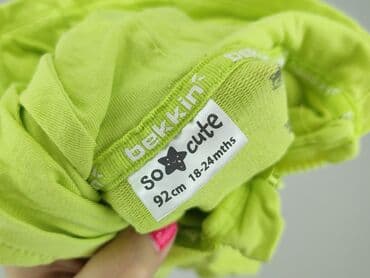 bekkin
so cute
92cm 18-24mths